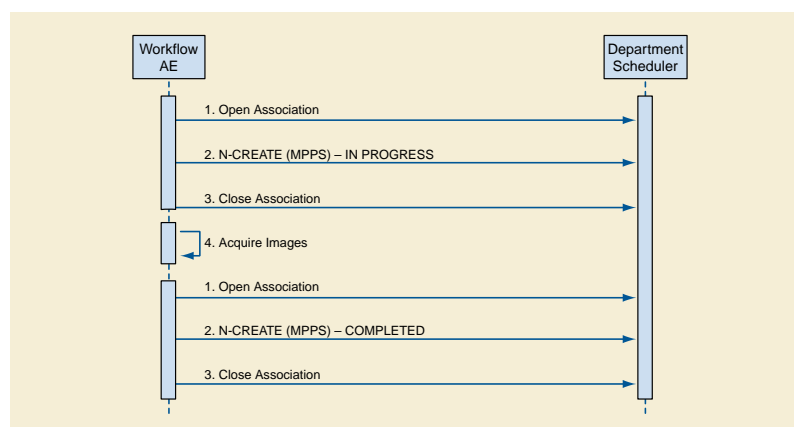 Workflow
AE
Department
Scheduler
1. Open Association
2. N-CREATE (MPPS) – IN PROGRESS
3. Close Association
4. Acquire Images
1. Open Association
2. N-CREATE (MPPS) – COMPLETED
3. Close Association